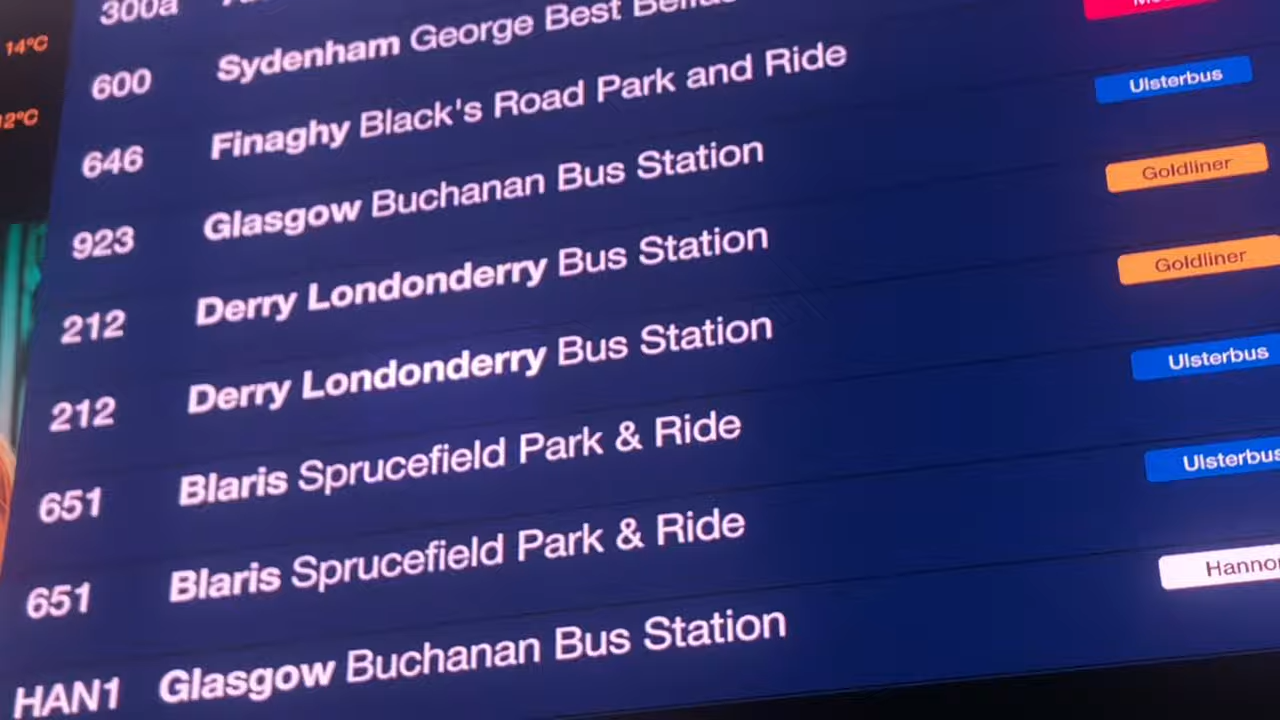 300a
14°C
600 Sydenham George Best
646 Finaghy Black's Road Park and Ride
2°C
923 Glasgow Buchanan Bus Station Ulsterbus
212 Derry Londonderry Bus Station Goldliner
212 Derry Londonderry Bus Station Goldliner
651 Blaris Sprucefield Park & Ride Ulsterbus
651 Blaris Sprucefield Park & Ride Ulsterbus
HAN1 Glasgow Buchanan Bus Station Hanno